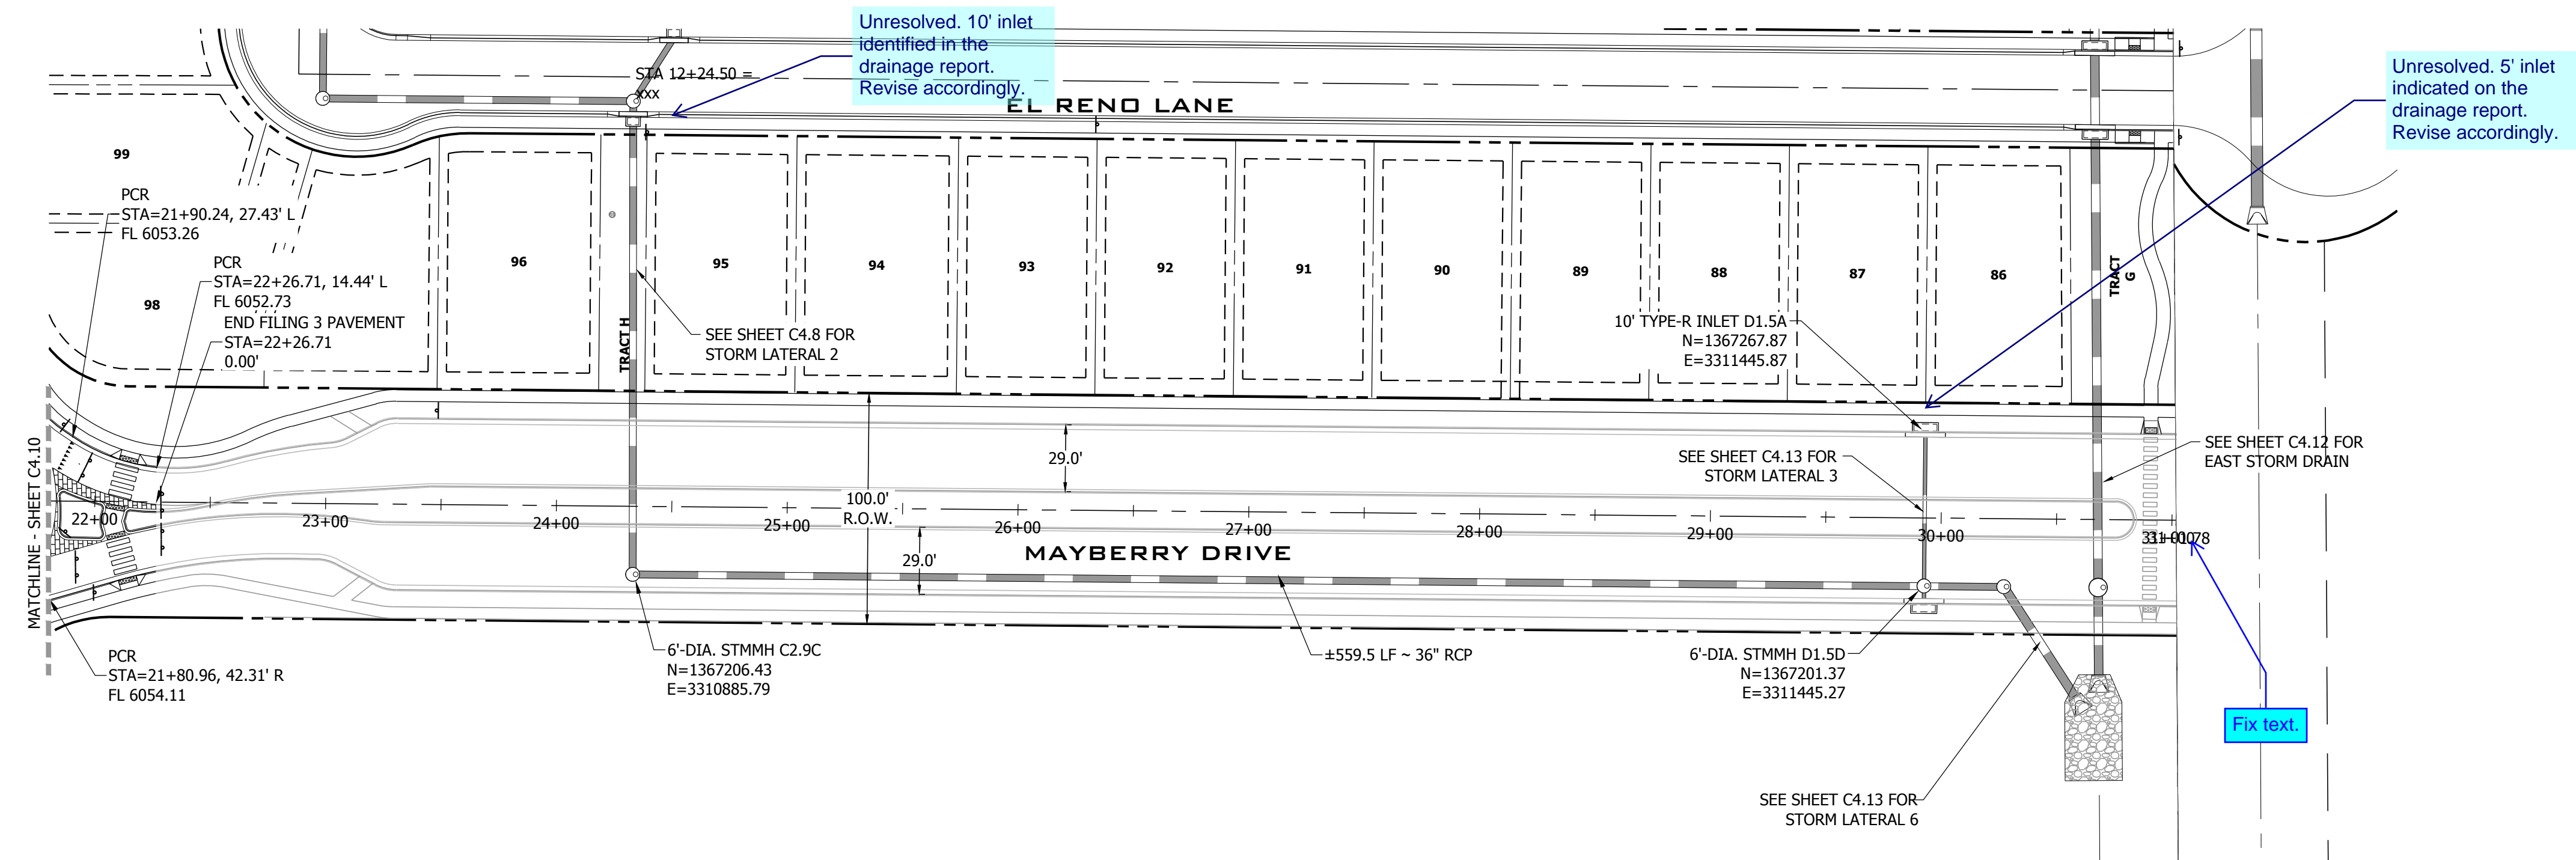 Unresolved. 10' inlet
identified in the
drainage report.
Revise accordingly.
Unresolved. 5' inlet
indicated on the
drainage report.
Revise accordingly.
STA 12+24.50 =
XXX
EL RENO LANE
99
PCR
STA=21+90.24, 27.43' L
FL 6053.26
PCR
STA=22+26.71, 14.44' L
FL 6052.73
98
END FILING 3 PAVEMENT
STA=22+26.71
0.00'
96
95
94
93
92
91
90
89
88
87
86
TRACT H
TRACT
G
SEE SHEET C4.8 FOR
STORM LATERAL 2
10' TYPE-R INLET D1.5A
N=1367267.87
E=3311445.87
MATCHLINE - SHEET C4.10
29.0'
SEE SHEET C4.13 FOR
STORM LATERAL 3
SEE SHEET C4.12 FOR
EAST STORM DRAIN
100.0'
R.O.W.
22+00
23+00
24+00
25+00
26+00
27+00
28+00
29+00
30+00
MAYBERRY DRIVE
29.0'
PCR
STA=21+80.96, 42.31' R
FL 6054.11
6'-DIA. STMMH C2.9C
N=1367206.43
E=3310885.79
±559.5 LF ~ 36" RCP
6'-DIA. STMMH D1.5D
N=1367201.37
E=3311445.27
Fix text.
SEE SHEET C4.13 FOR
STORM LATERAL 6